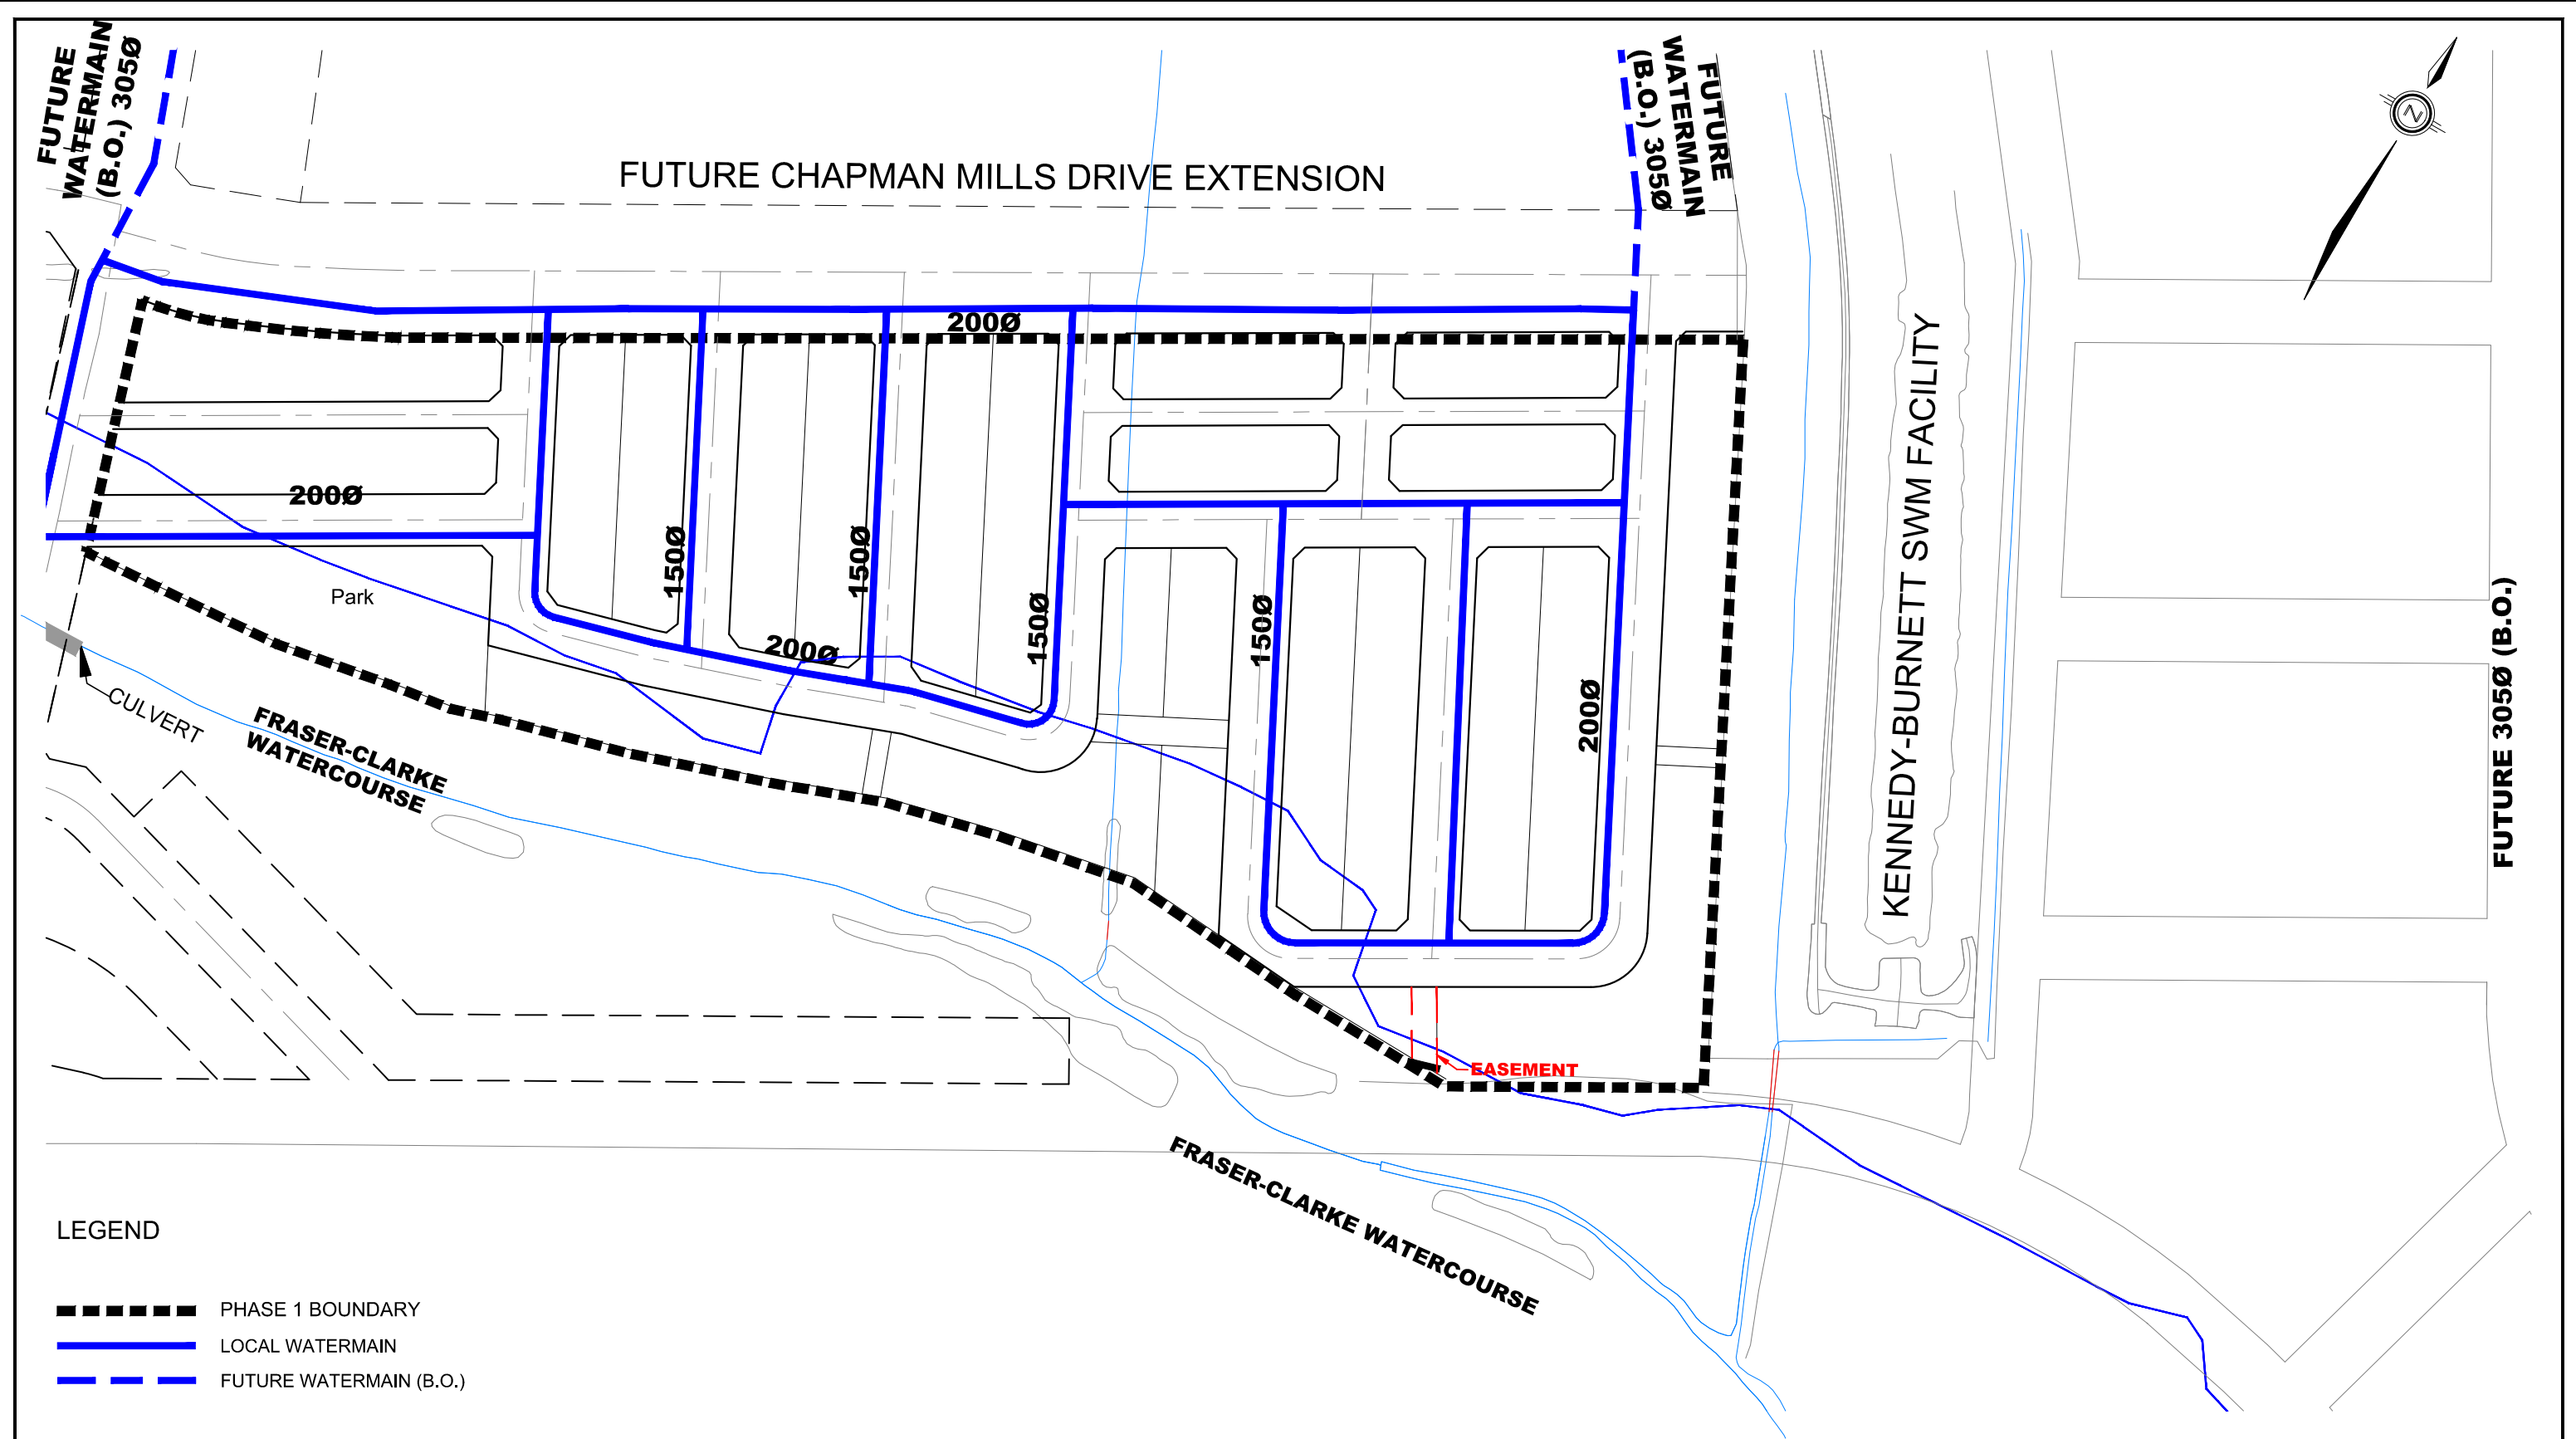 FUTURE
WATERMAIN
(B.O.) 305Ø
FUTURE
WATERMAIN
(B.O.) 305Ø
N
FUTURE CHAPMAN MILLS DRIVE EXTENSION
200Ø
200Ø
150Ø
150Ø
150Ø
150Ø
200Ø
200Ø
Park
CULVERT
FRASER-CLARKE
WATERCOURSE
KENNEDY-BURNETT SWM FACILITY
FUTURE 305Ø (B.O.)
EASEMENT
FRASER-CLARKE WATERCOURSE
LEGEND
PHASE 1 BOUNDARY
LOCAL WATERMAIN
FUTURE WATERMAIN (B.O.)